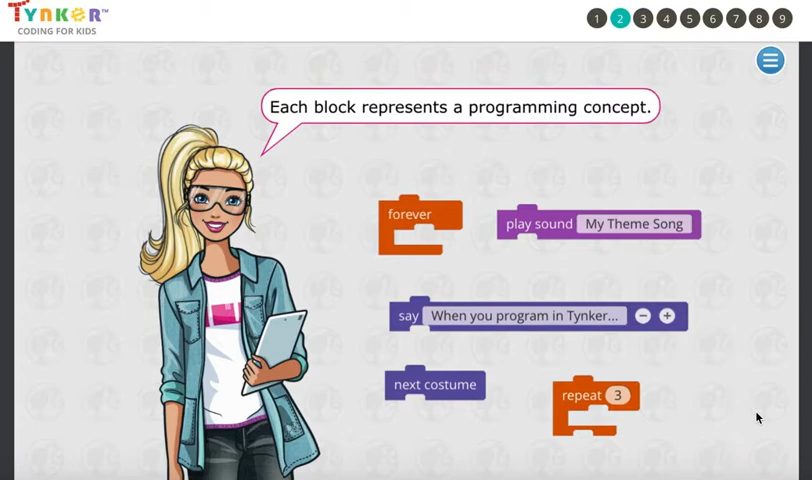 TYNKER™
CODING FOR KIDS
1 2 3 4 5 6 7 8 9
Each block represents a programming concept.
forever
play sound My Theme Song
say When you program in Tynker... − +
next costume
repeat 3